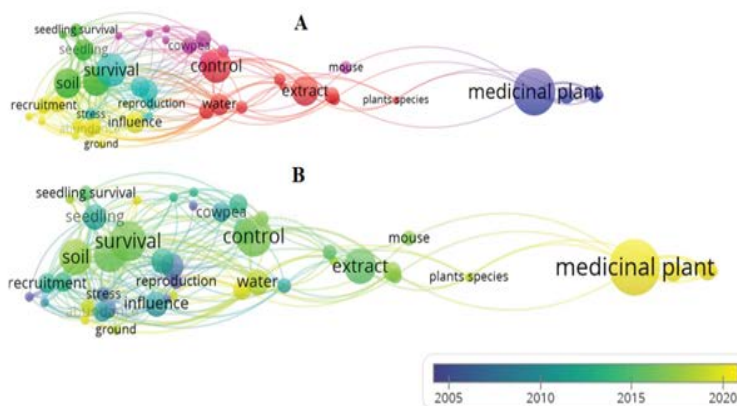 A
seedling survival
seedling
cowpea
control
mouse
survival
soil
extract
medicinal plant
plants species
recruitment
reproduction
water
stress
influence
abundance
ground
B
seedling survival
seedling
cowpea
control
mouse
survival
soil
extract
medicinal plant
plants species
recruitment
reproduction
water
stress
influence
abundance
ground
2005 2010 2015 2020